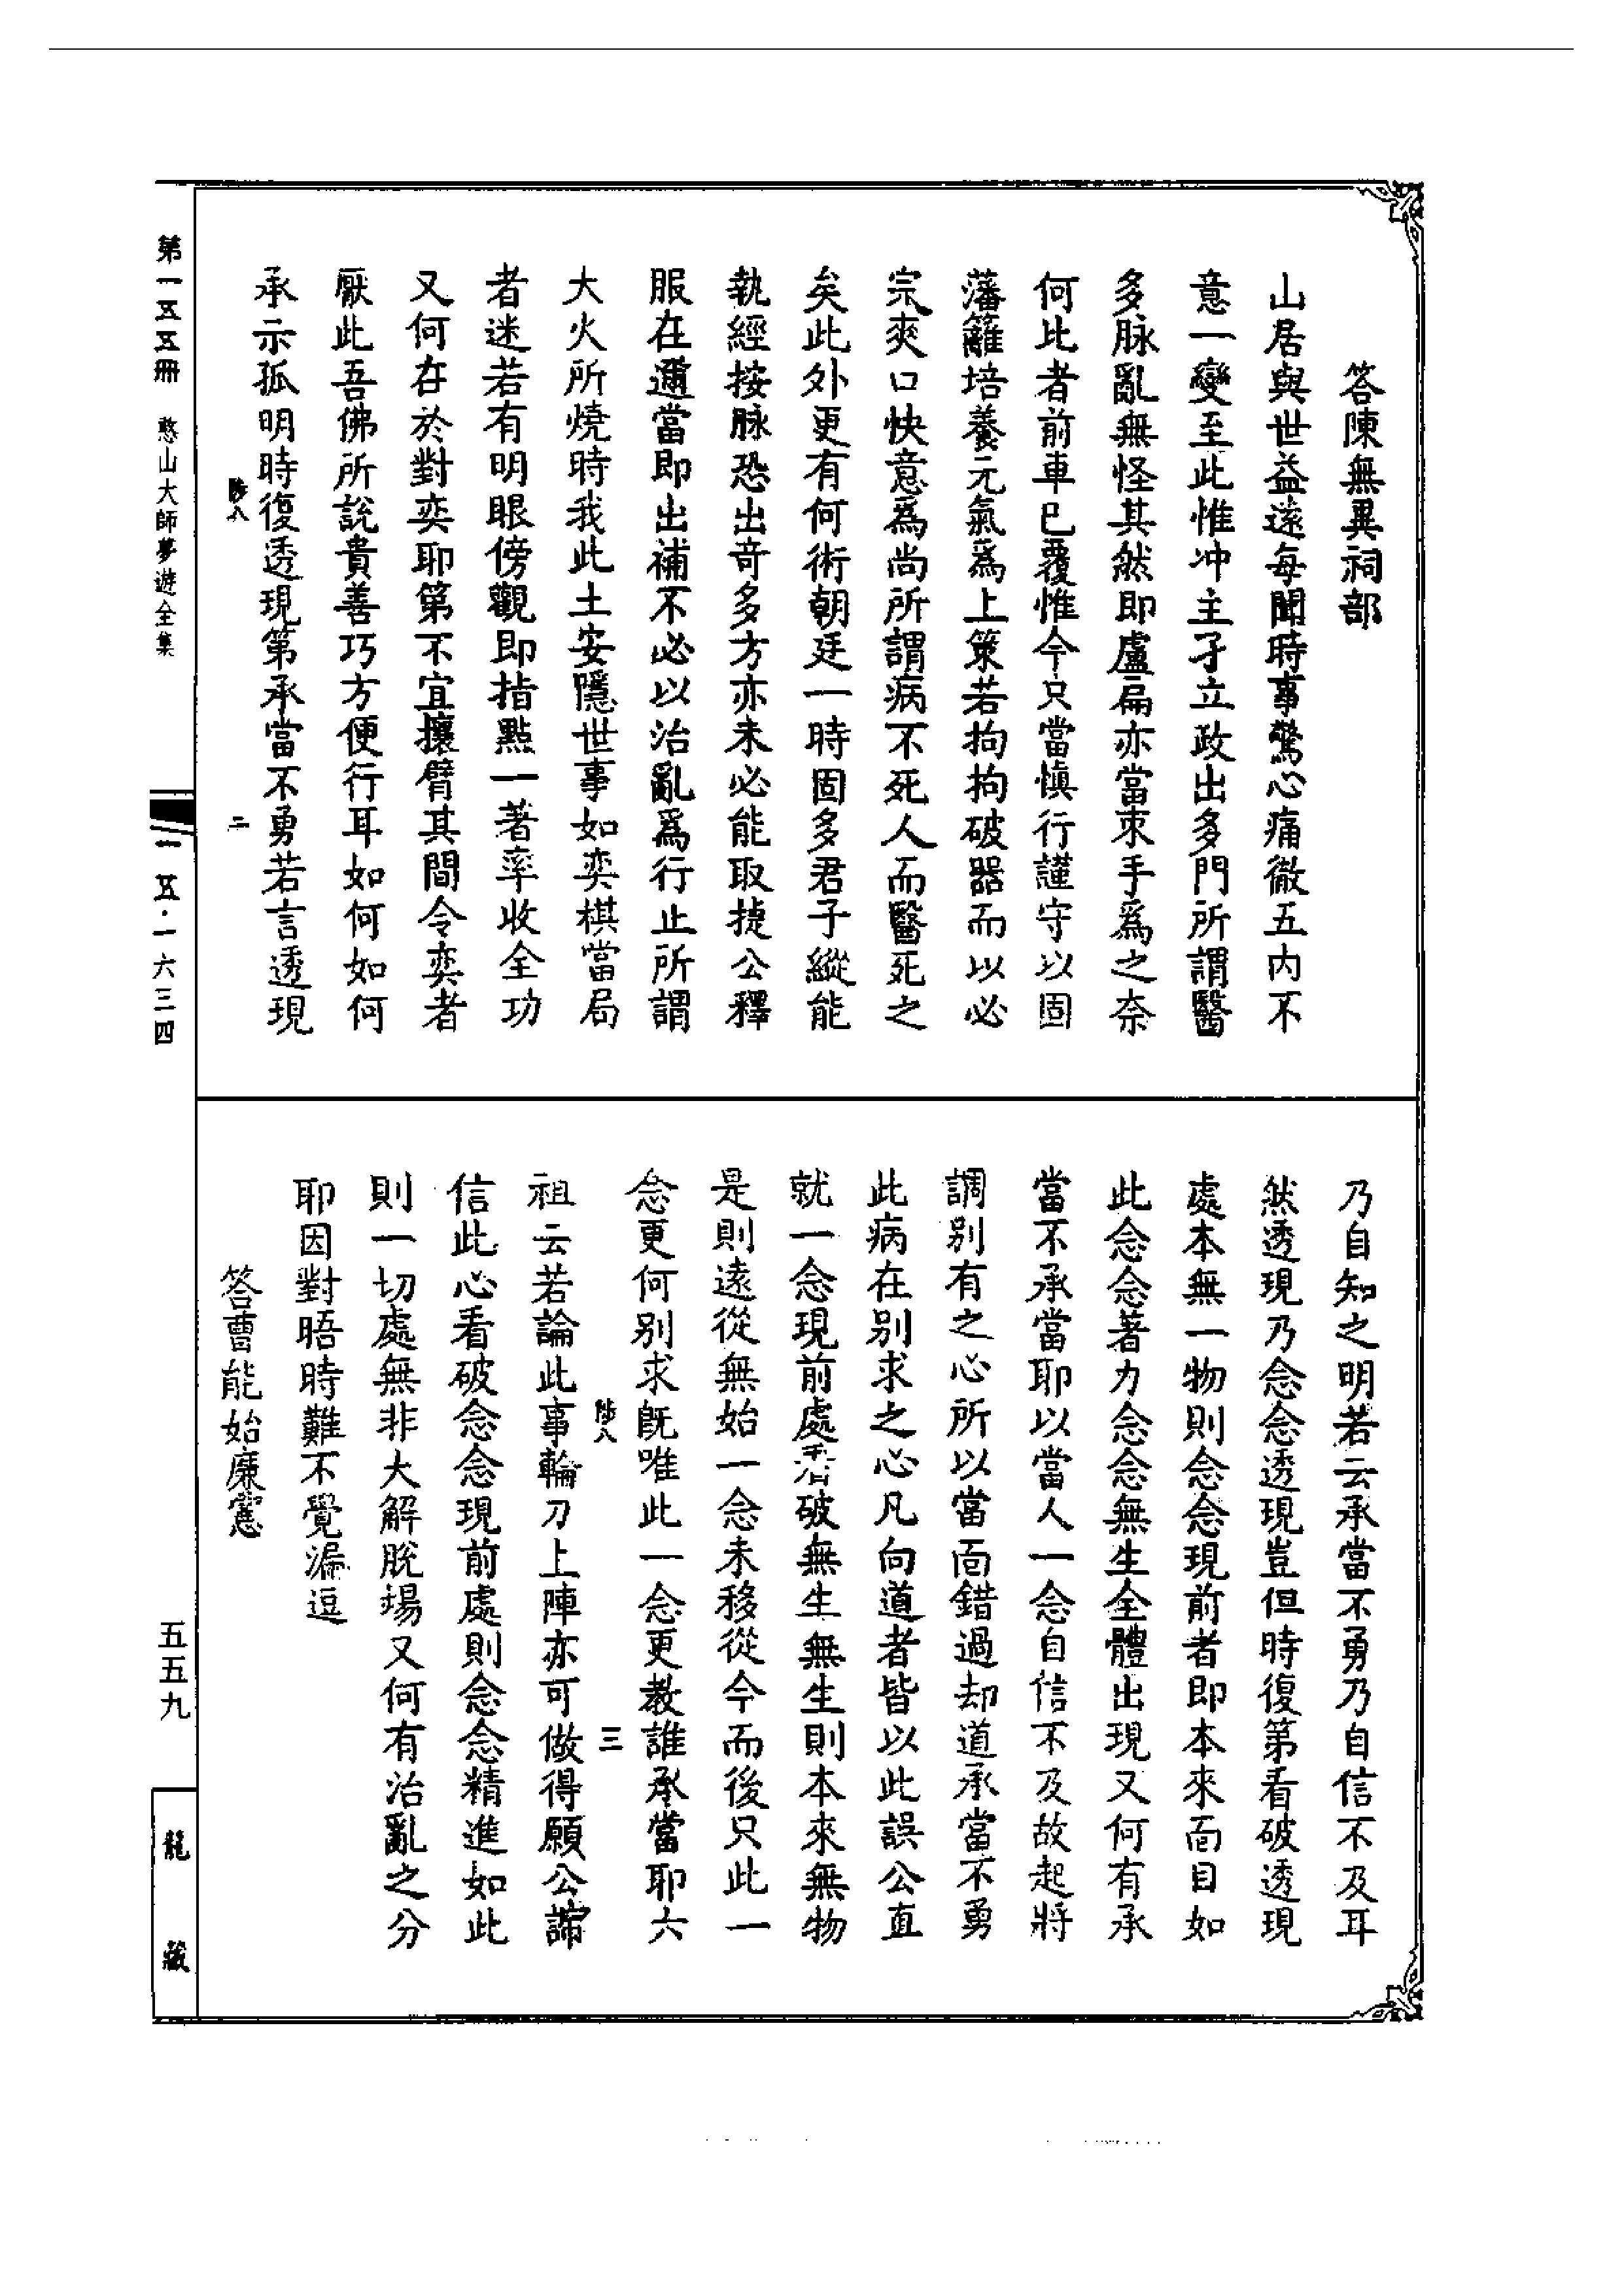 答陳無異祠部
山居與世益遠每聞時事驚心痛徹五內不
意一變至此惟冲主孑立政出多門所謂醫
多脉亂無怪其然即盧扁亦當束手為之奈
何此者前車已覆惟今只當慎行謹守以固
藩籬培養元氣為上策若拘拘破器而以必
宗爽口快意為尚所謂病不死人而醫死之
矣此外更有何術朝廷一時固多君子縱能
執經按脉恐出竒多方亦未必能取捷公釋
服在邇當即出補不必以治亂為行止所謂
大火所燒時我此土安隱世事如奕棋當局
者迷若有明眼傍觀即指點一著率收全功
又何在於對奕耶第不宜攘臂其間令奕者
厭此吾佛所說貴善巧方便行耳如何如何
承示孤明時復透現第承當不勇若言透現
陟八 二
乃自知之明若云承當不勇乃自信不及耳
然透現乃念念透現豈但時復第看破透現
處本無一物則念念現前者即本來面目如
此念念著力念念無生全體出現又何有承
當不承當耶以當人一念自信不及故起將
調別有之心所以當面錯過却道承當不勇
此病在別求之心凡向道者皆以此誤公直
就一念現前處看破無生無生則本來無物
是則遠從無始一念未移從今而後只此一
念更何別求旣唯此一念更教誰承當耶六
陟八 三
祖云若論此事輪刀上陣亦可做得願公諦
信此心看破念念現前處則念念精進如此
則一切處無非大解脫場又何有治亂之分
耶因對晤時難不覺漏逗
答曹能始廉憲
第一五五冊 憨山大師夢遊全集
一五五·一六三四
五五九
龍藏